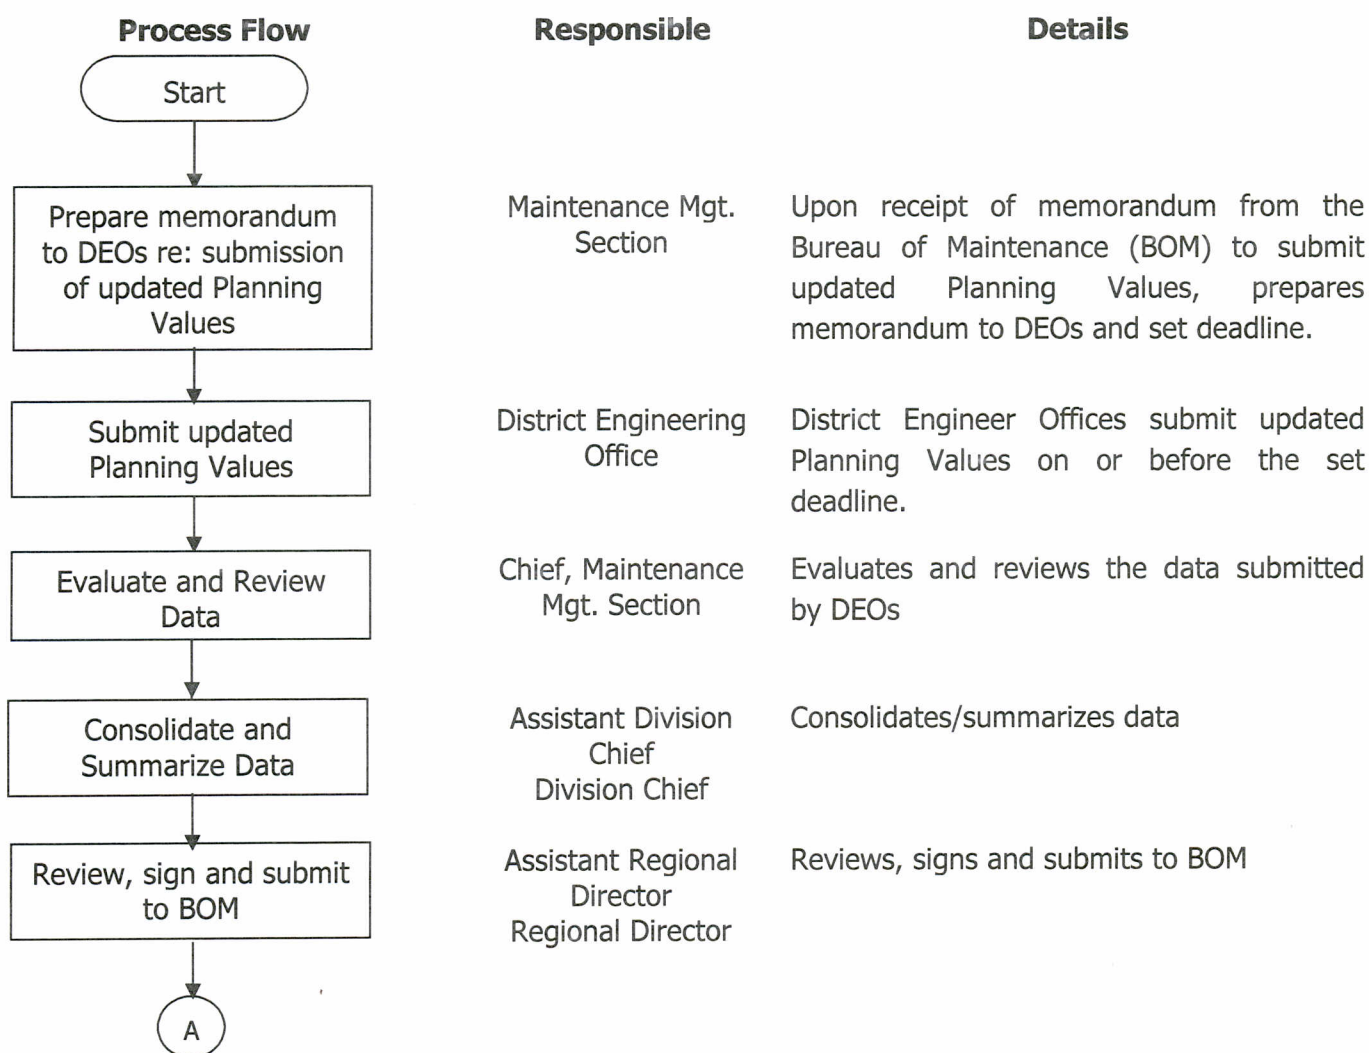 Process Flow Responsible Details
Start
Prepare memorandum
to DEOs re: submission
of updated Planning
Values
Maintenance Mgt.
Section
Upon receipt of memorandum from the
Bureau of Maintenance (BOM) to submit
updated Planning Values, prepares
memorandum to DEOs and set deadline.
Submit updated
Planning Values
District Engineering
Office
District Engineer Offices submit updated
Planning Values on or before the set
deadline.
Evaluate and Review
Data
Chief, Maintenance
Mgt. Section
Evaluates and reviews the data submitted
by DEOs
Consolidate and
Summarize Data
Assistant Division
Chief
Division Chief
Consolidates/summarizes data
Review, sign and submit
to BOM
Assistant Regional
Director
Regional Director
Reviews, signs and submits to BOM
A